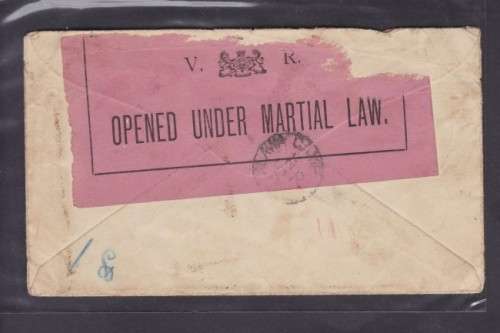 V. R.
OPENED UNDER MARTIAL LAW.